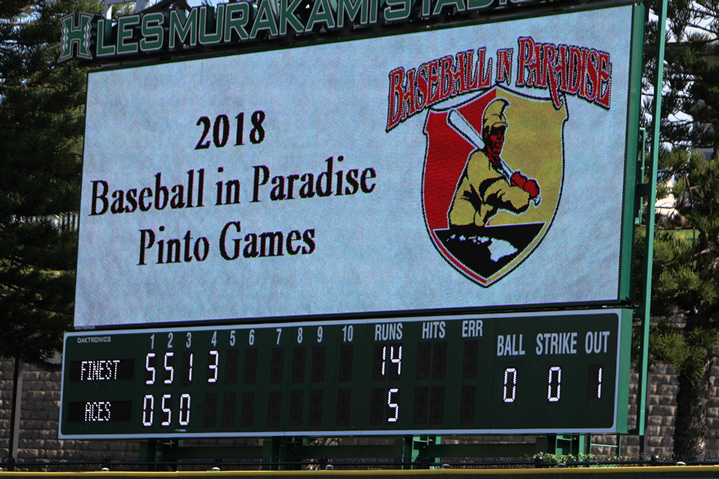 H LES MURAKAMI STADIUM
BASEBALL IN PARADISE
2018
Baseball in Paradise
Pinto Games
DAKTRONICS 1 2 3 4 5 6 7 8 9 10 RUNS HITS ERR BALL STRIKE OUT
FINEST 5 5 1 3 14
ACES 0 5 0 5 0 0 1